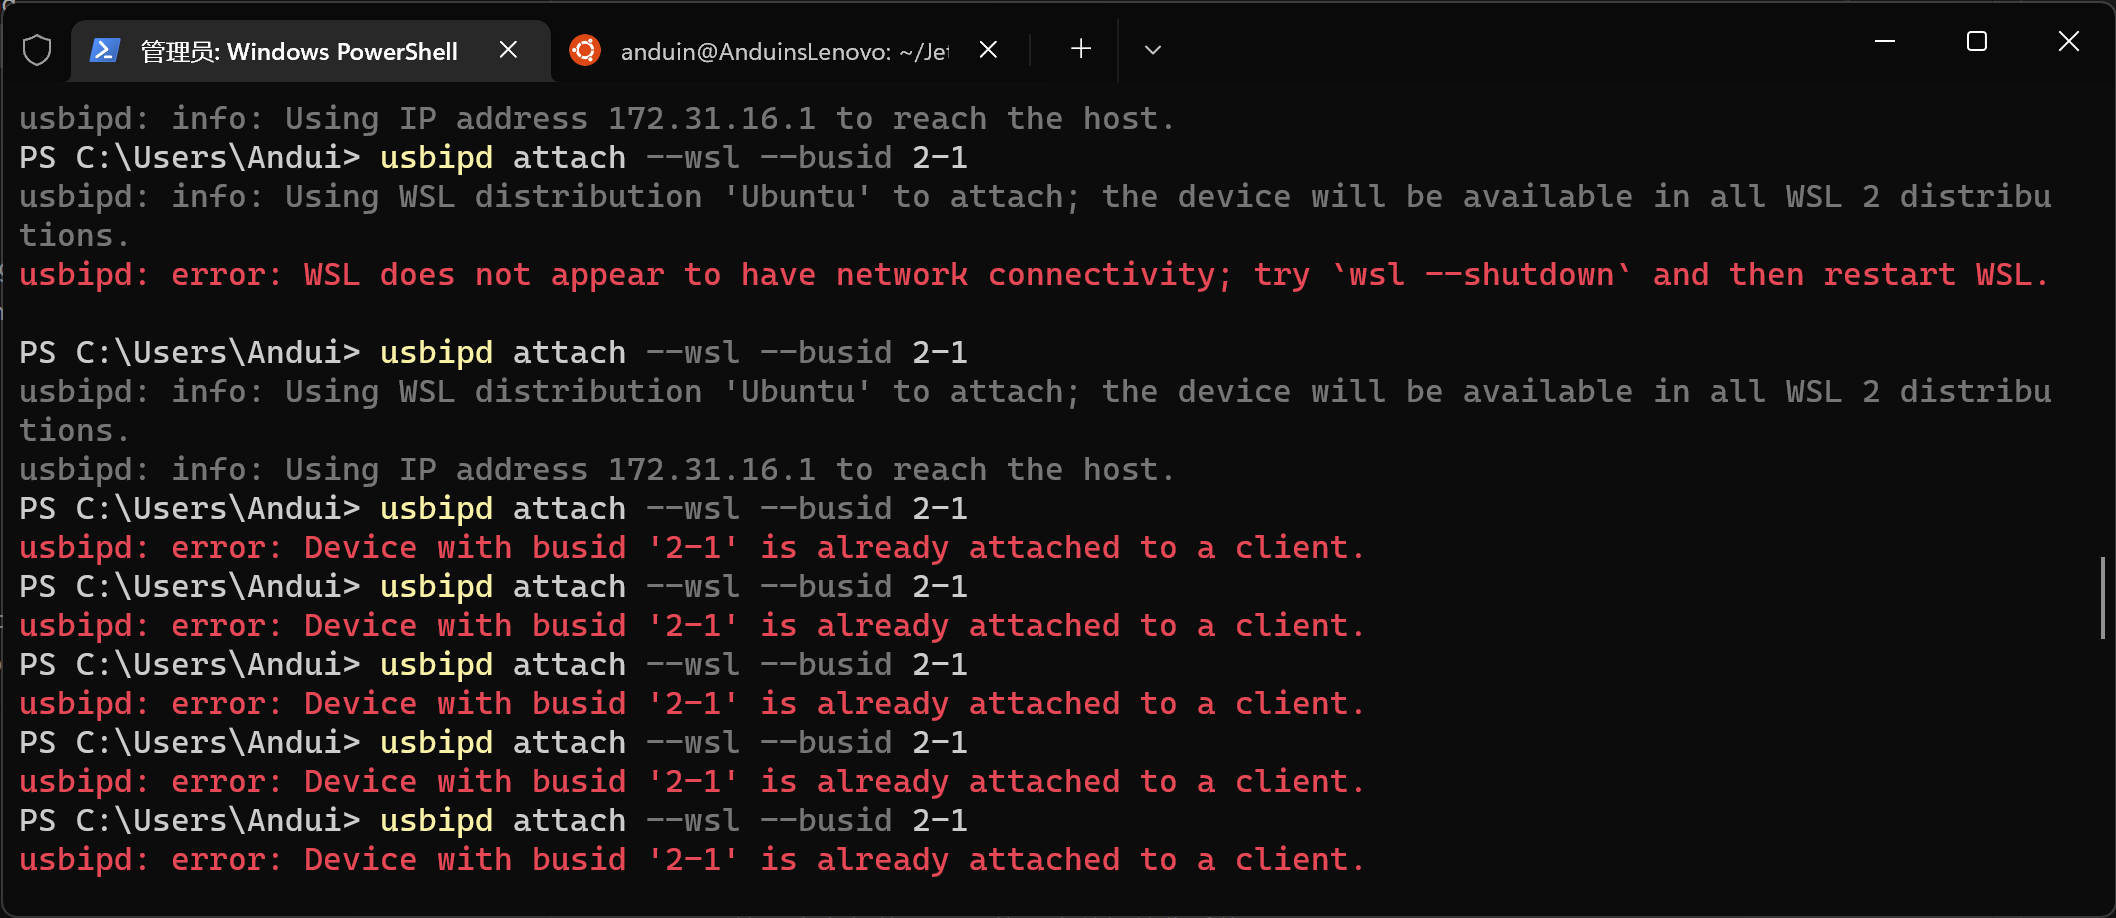 管理员: Windows PowerShell
anduin@AnduinsLenovo: ~/Je
usbipd: info: Using IP address 172.31.16.1 to reach the host.
PS C:\Users\Andui> usbipd attach --wsl --busid 2-1
usbipd: info: Using WSL distribution 'Ubuntu' to attach; the device will be available in all WSL 2 distribu
tions.
usbipd: error: WSL does not appear to have network connectivity; try `wsl --shutdown` and then restart WSL.
PS C:\Users\Andui> usbipd attach --wsl --busid 2-1
usbipd: info: Using WSL distribution 'Ubuntu' to attach; the device will be available in all WSL 2 distribu
tions.
usbipd: info: Using IP address 172.31.16.1 to reach the host.
PS C:\Users\Andui> usbipd attach --wsl --busid 2-1
usbipd: error: Device with busid '2-1' is already attached to a client.
PS C:\Users\Andui> usbipd attach --wsl --busid 2-1
usbipd: error: Device with busid '2-1' is already attached to a client.
PS C:\Users\Andui> usbipd attach --wsl --busid 2-1
usbipd: error: Device with busid '2-1' is already attached to a client.
PS C:\Users\Andui> usbipd attach --wsl --busid 2-1
usbipd: error: Device with busid '2-1' is already attached to a client.
PS C:\Users\Andui> usbipd attach --wsl --busid 2-1
usbipd: error: Device with busid '2-1' is already attached to a client.